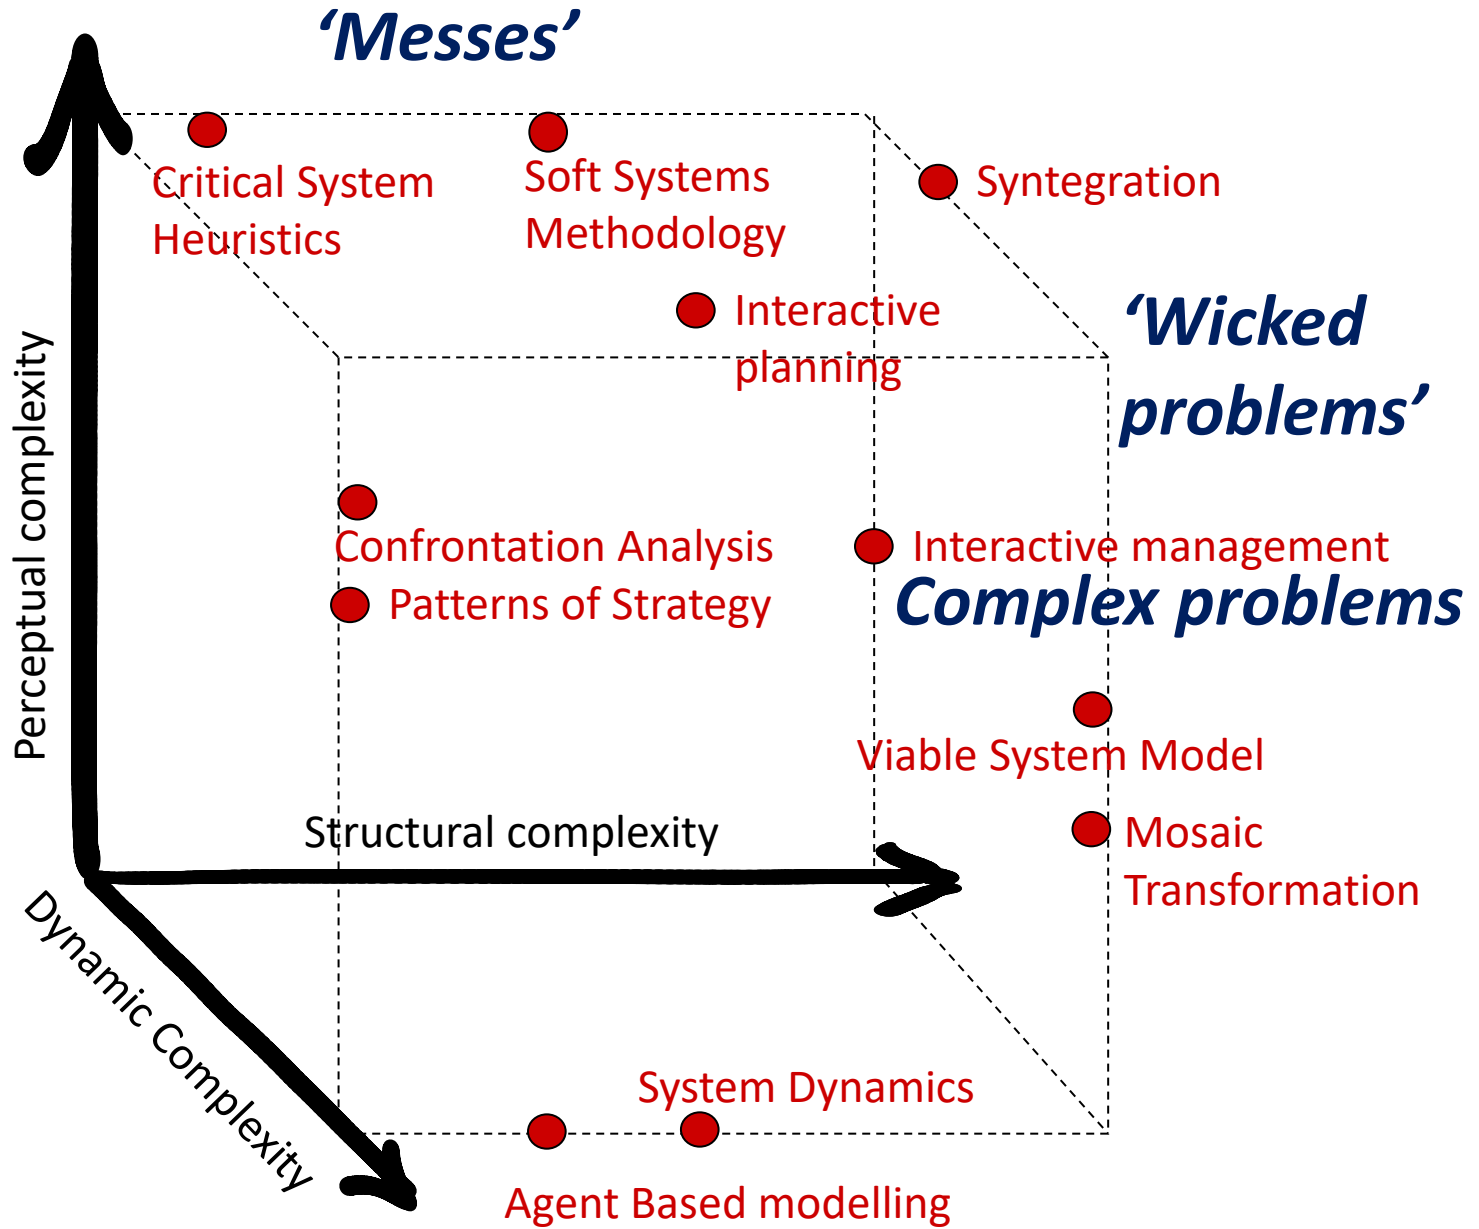 ‘Messes’
Critical System
Heuristics
Soft Systems
Methodology
Syntegration
Interactive
planning
‘Wicked
problems’
Perceptual complexity
Confrontation Analysis
Interactive management
Patterns of Strategy
Complex problems
Viable System Model
Structural complexity
Mosaic
Transformation
Dynamic Complexity
System Dynamics
Agent Based modelling